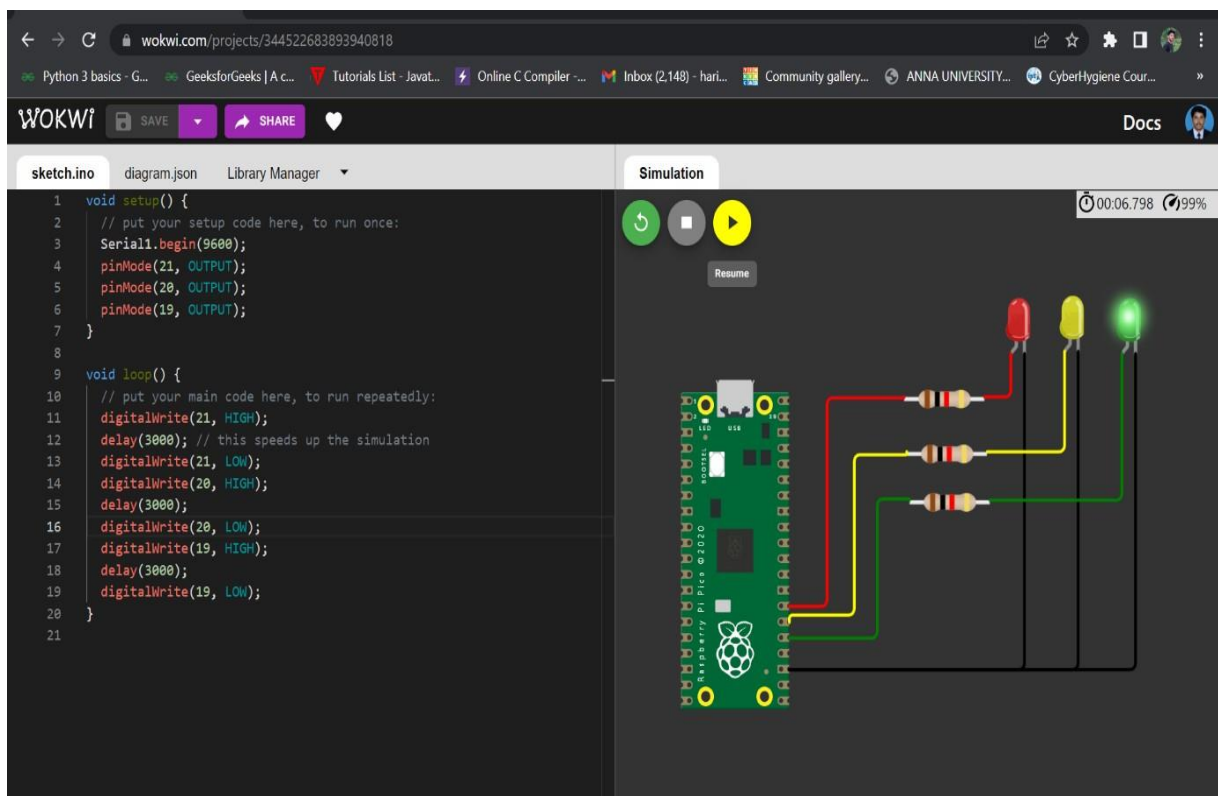 wokwi.com/projects/344522683893940818
Python 3 basics - G...
GeeksforGeeks | A c...
Tutorials List - Javat...
Online C Compiler -...
Inbox (2,148) - hari...
Community gallery...
ANNA UNIVERSITY...
CyberHygiene Cour...
»
WOKWi
SAVE
SHARE
Docs
sketch.ino
diagram.json
Library Manager
Simulation
1 void setup() {
2 // put your setup code here, to run once:
3 Serial1.begin(9600);
4 pinMode(21, OUTPUT);
5 pinMode(20, OUTPUT);
6 pinMode(19, OUTPUT);
7 }
8
9 void loop() {
10 // put your main code here, to run repeatedly:
11 digitalWrite(21, HIGH);
12 delay(3000); // this speeds up the simulation
13 digitalWrite(21, LOW);
14 digitalWrite(20, HIGH);
15 delay(3000);
16 digitalWrite(20, LOW);
17 digitalWrite(19, HIGH);
18 delay(3000);
19 digitalWrite(19, LOW);
20 }
21
00:06.798 99%
Resume
LED
USB
BOOTSEL
Raspberry Pi Pico ©2020